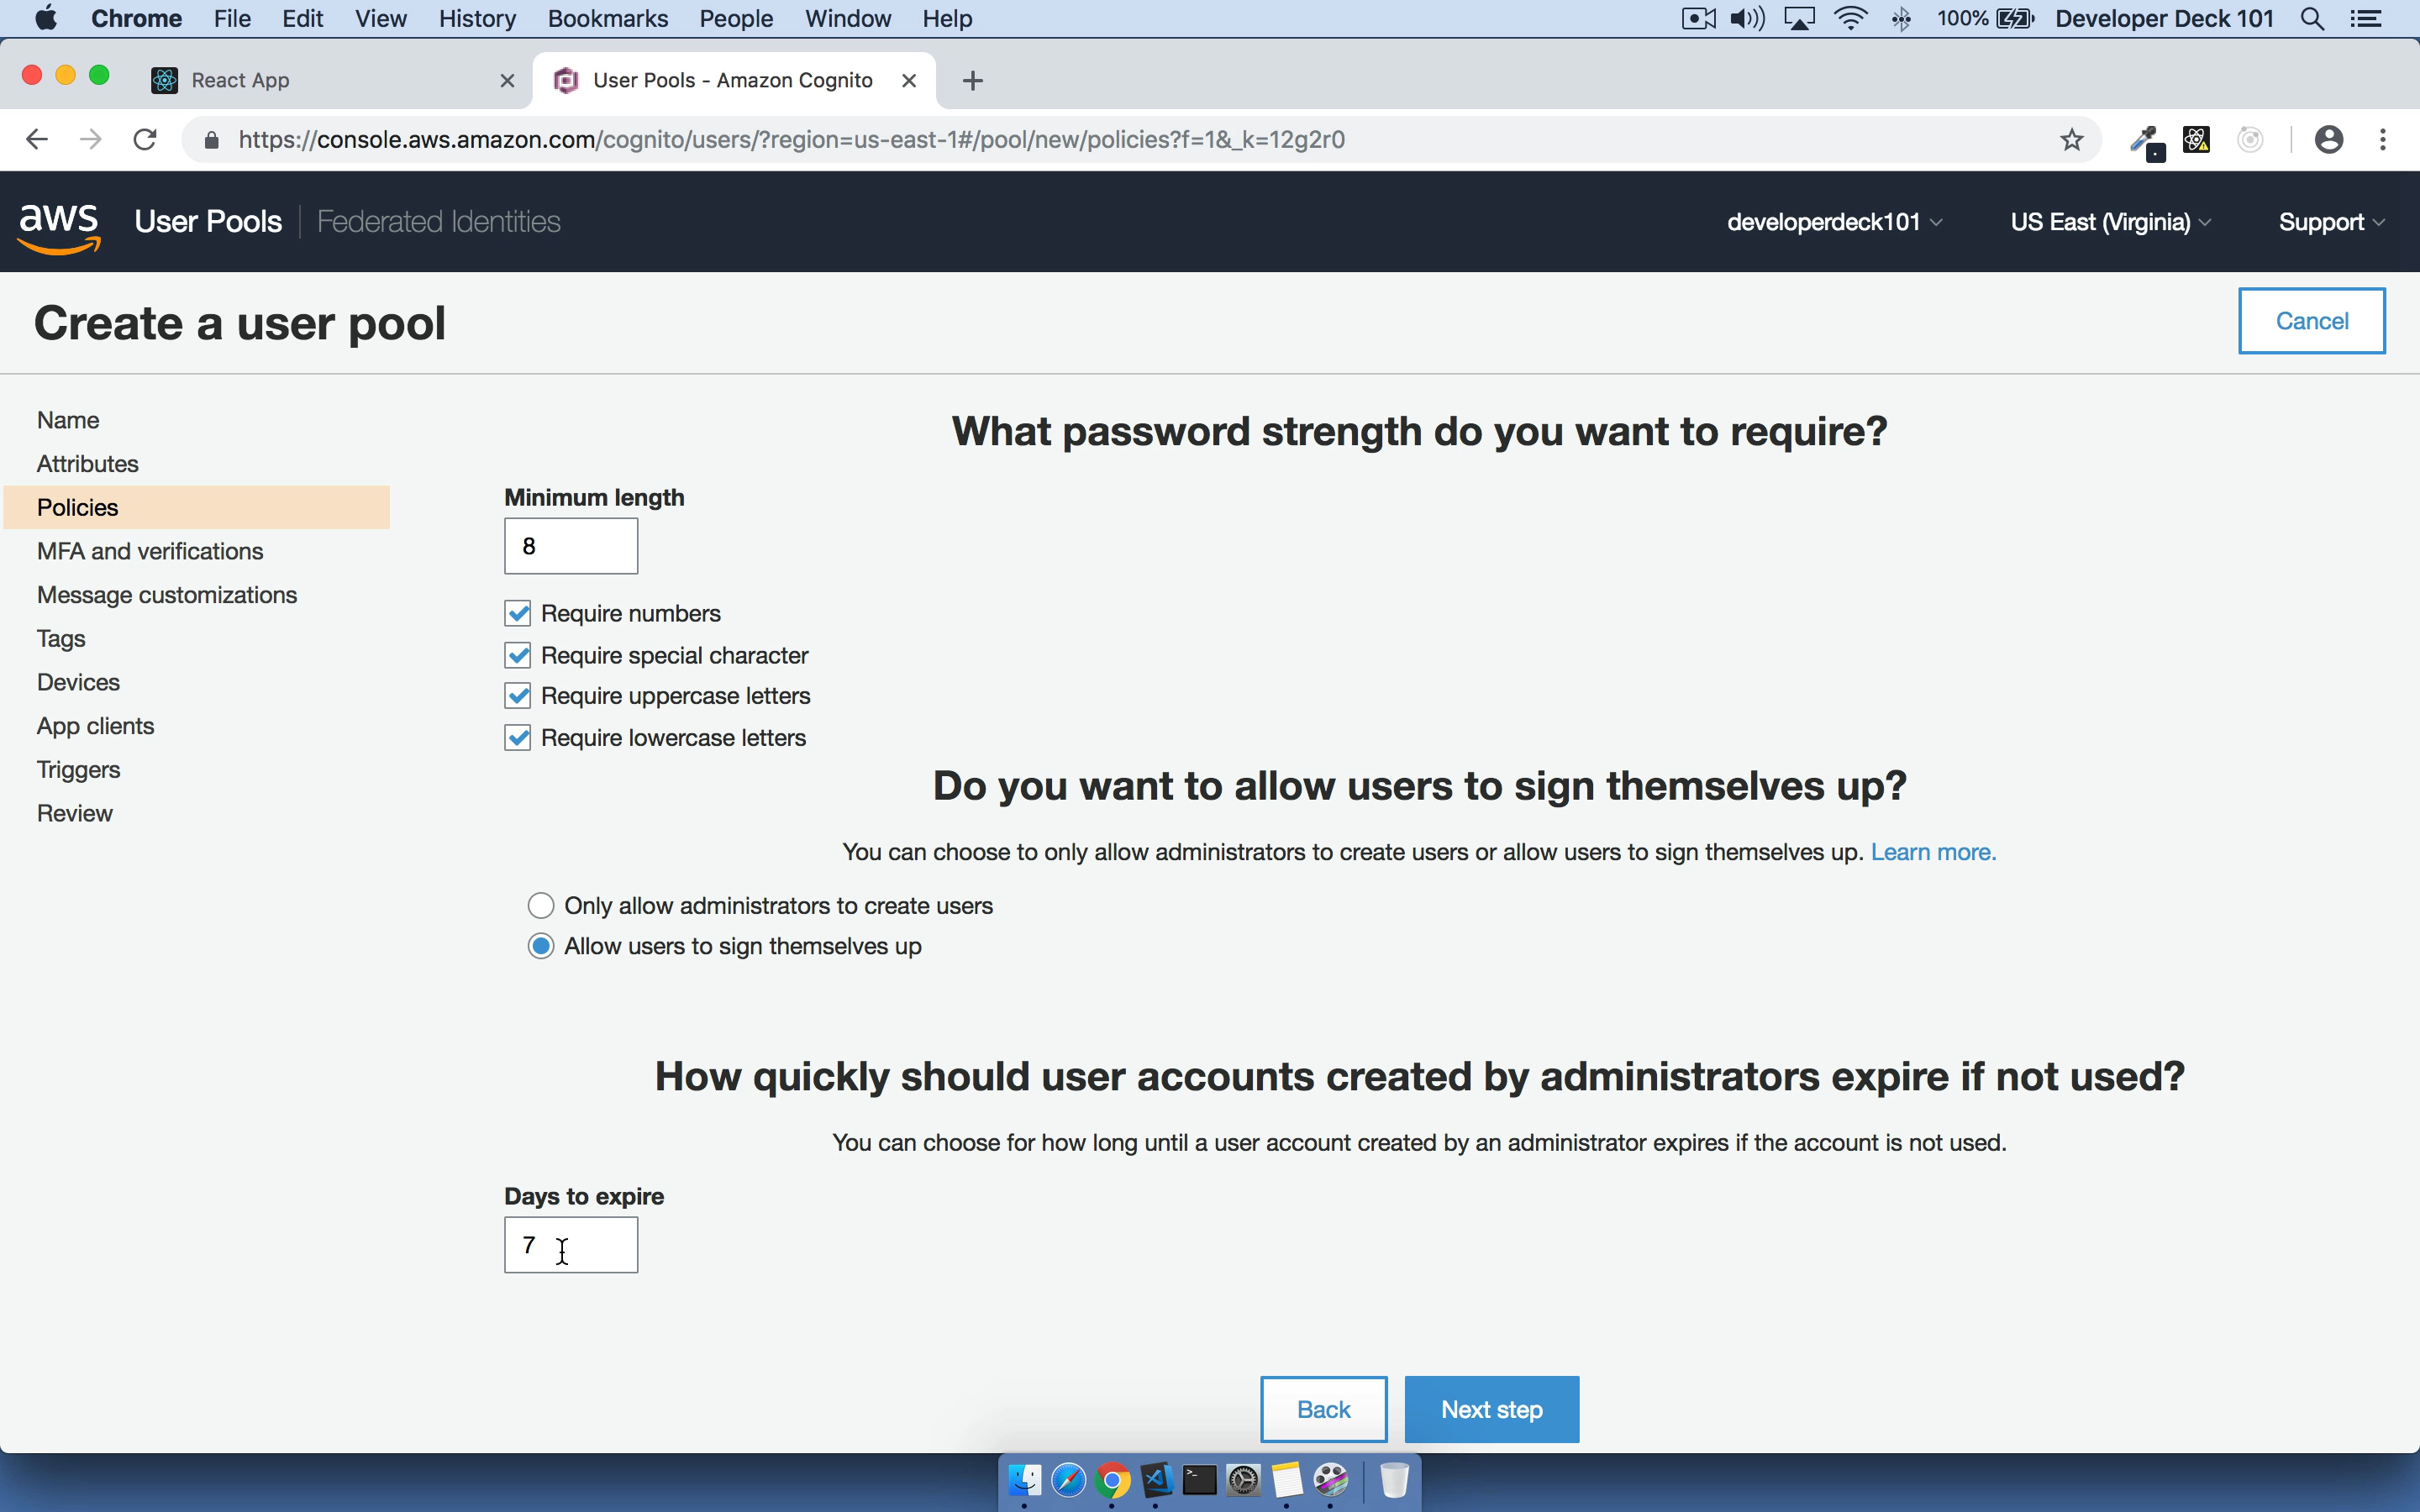 Chrome File Edit View History Bookmarks People Window Help 100% Developer Deck 101
React App User Pools - Amazon Cognito
https://console.aws.amazon.com/cognito/users/?region=us-east-1#/pool/new/policies?f=1&_k=12g2r0
aws User Pools Federated Identities developerdeck101 US East (Virginia) Support
Create a user pool Cancel
Name
Attributes
Policies
MFA and verifications
Message customizations
Tags
Devices
App clients
Triggers
Review
What password strength do you want to require?
Minimum length
8
Require numbers
Require special character
Require uppercase letters
Require lowercase letters
Do you want to allow users to sign themselves up?
You can choose to only allow administrators to create users or allow users to sign themselves up. Learn more.
Only allow administrators to create users
Allow users to sign themselves up
How quickly should user accounts created by administrators expire if not used?
You can choose for how long until a user account created by an administrator expires if the account is not used.
Days to expire
7
Back Next step